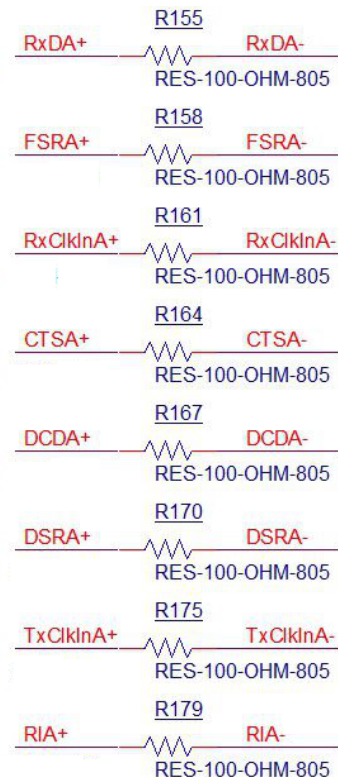 R155
RxDA+ RxDA-
RES-100-OHM-805
R158
FSRA+ FSRA-
RES-100-OHM-805
R161
RxClkInA+ RxClkInA-
RES-100-OHM-805
R164
CTSA+ CTSA-
RES-100-OHM-805
R167
DCDA+ DCDA-
RES-100-OHM-805
R170
DSRA+ DSRA-
RES-100-OHM-805
R175
TxClkInA+ TxClkInA-
RES-100-OHM-805
R179
RIA+ RIA-
RES-100-OHM-805